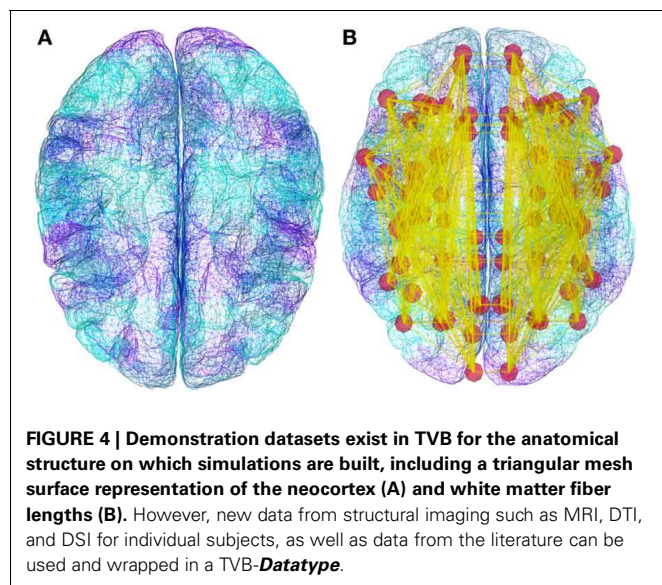 A
B
FIGURE 4 | Demonstration datasets exist in TVB for the anatomical
structure on which simulations are built, including a triangular mesh
surface representation of the neocortex (A) and white matter fiber
lengths (B). However, new data from structural imaging such as MRI, DTI,
and DSI for individual subjects, as well as data from the literature can be
used and wrapped in a TVB-Datatype.